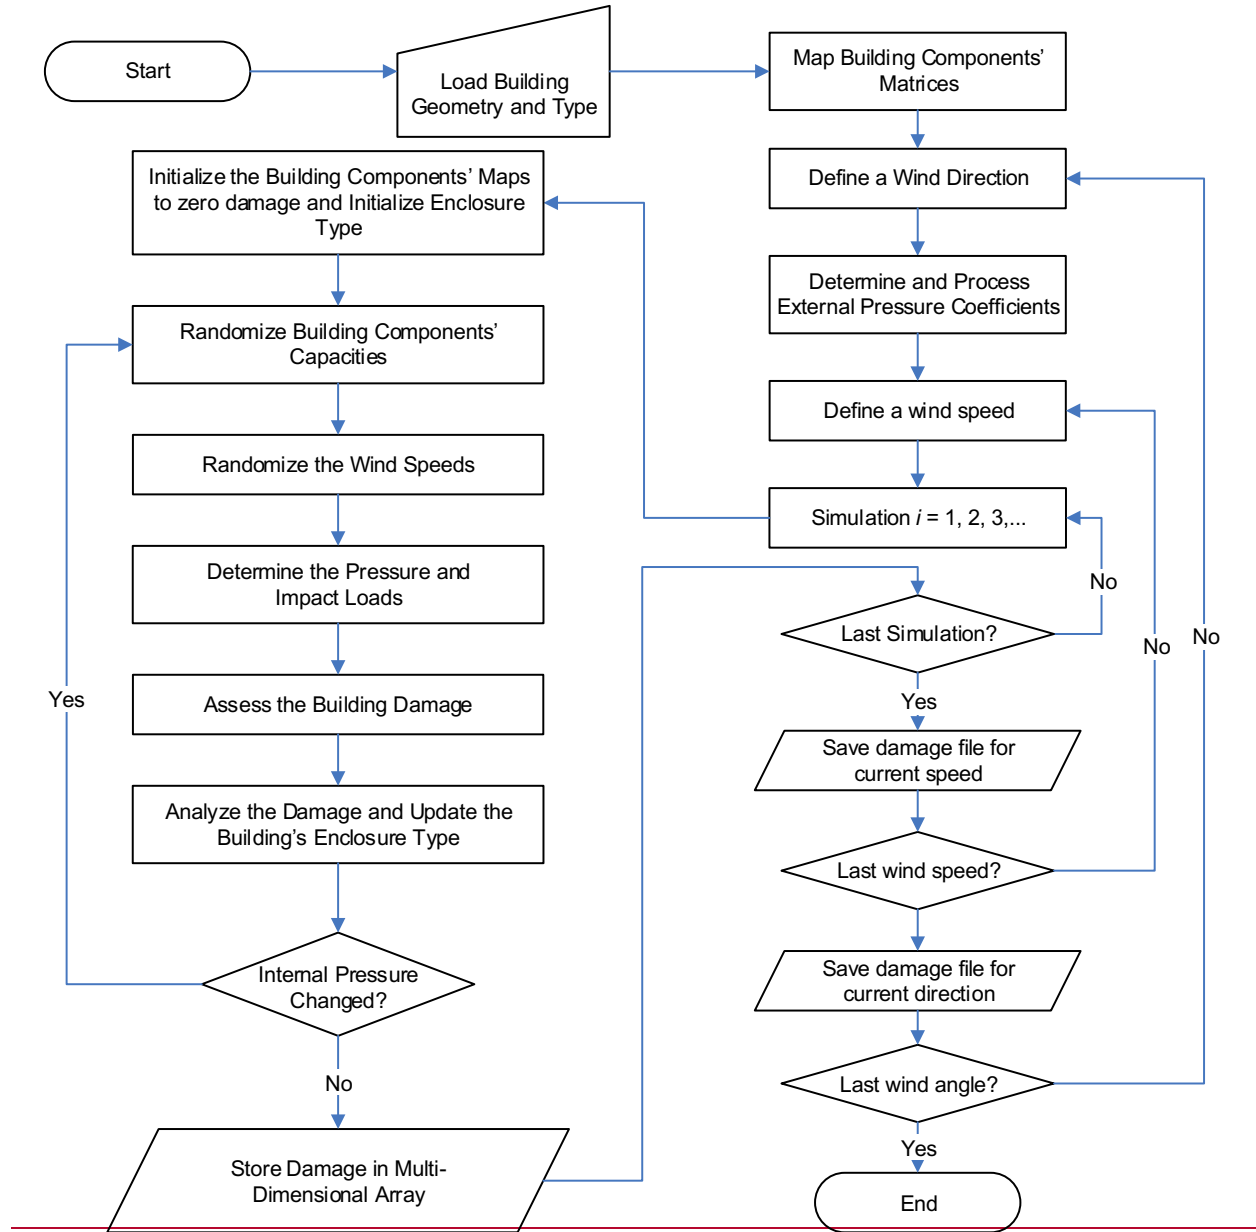 Start
Load Building
Geometry and Type
Map Building Components’
Matrices
Define a Wind Direction
Determine and Process
External Pressure Coefficients
Define a wind speed
Simulation i = 1, 2, 3,...
Initialize the Building Components’ Maps
to zero damage and Initialize Enclosure
Type
Randomize Building Components’
Capacities
Randomize the Wind Speeds
Determine the Pressure and
Impact Loads
Assess the Building Damage
Analyze the Damage and Update the
Building’s Enclosure Type
Internal Pressure
Changed?
Yes
No
Store Damage in Multi-
Dimensional Array
Last Simulation?
No
Yes
Save damage file for
current speed
Last wind speed?
No
Save damage file for
current direction
Last wind angle?
No
Yes
End